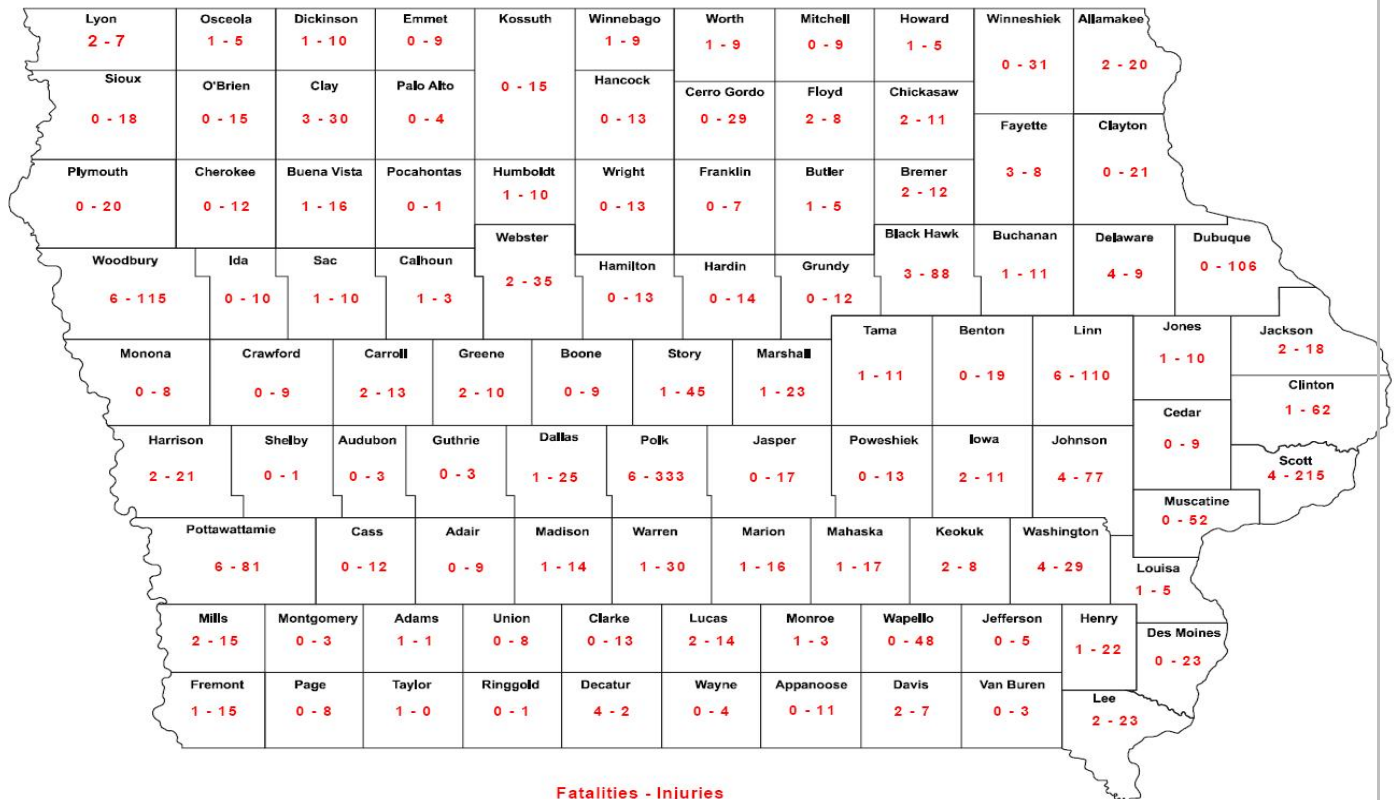 Lyon
2 - 7
Osceola
1 - 5
Dickinson
1 - 10
Emmet
0 - 9
Kossuth
0 - 15
Winnebago
1 - 9
Worth
1 - 9
Mitchell
0 - 9
Howard
1 - 5
Winneshiek
0 - 31
Allamakee
2 - 20
Sioux
0 - 18
O'Brien
0 - 15
Clay
3 - 30
Palo Alto
0 - 4
Hancock
0 - 13
Cerro Gordo
0 - 29
Floyd
2 - 8
Chickasaw
2 - 11
Fayette
3 - 8
Clayton
0 - 21
Plymouth
0 - 20
Cherokee
0 - 12
Buena Vista
1 - 16
Pocahontas
0 - 1
Humboldt
1 - 10
Wright
0 - 13
Franklin
0 - 7
Butler
1 - 5
Bremer
2 - 12
Woodbury
6 - 115
Ida
0 - 10
Sac
1 - 10
Calhoun
1 - 3
Webster
2 - 35
Hamilton
0 - 13
Hardin
0 - 14
Grundy
0 - 12
Black Hawk
3 - 88
Buchanan
1 - 11
Delaware
4 - 9
Dubuque
0 - 106
Monona
0 - 8
Crawford
0 - 9
Carroll
2 - 13
Greene
2 - 10
Boone
0 - 9
Story
1 - 45
Marshall
1 - 23
Tama
1 - 11
Benton
0 - 19
Linn
6 - 110
Jones
1 - 10
Jackson
2 - 18
Clinton
1 - 62
Cedar
0 - 9
Harrison
2 - 21
Shelby
0 - 1
Audubon
0 - 3
Guthrie
0 - 3
Dallas
1 - 25
Polk
6 - 333
Jasper
0 - 17
Poweshiek
0 - 13
Iowa
2 - 11
Johnson
4 - 77
Scott
4 - 215
Muscatine
0 - 52
Pottawattamie
6 - 81
Cass
0 - 12
Adair
0 - 9
Madison
1 - 14
Warren
1 - 30
Marion
1 - 16
Mahaska
1 - 17
Keokuk
2 - 8
Washington
4 - 29
Louisa
1 - 5
Mills
2 - 15
Montgomery
0 - 3
Adams
1 - 1
Union
0 - 8
Clarke
0 - 13
Lucas
2 - 14
Monroe
1 - 3
Wapello
0 - 48
Jefferson
0 - 5
Henry
1 - 22
Des Moines
0 - 23
Fremont
1 - 15
Page
0 - 8
Taylor
1 - 0
Ringgold
0 - 1
Decatur
4 - 2
Wayne
0 - 4
Appanoose
0 - 11
Davis
2 - 7
Van Buren
0 - 3
Lee
2 - 23
Fatalities - Injuries